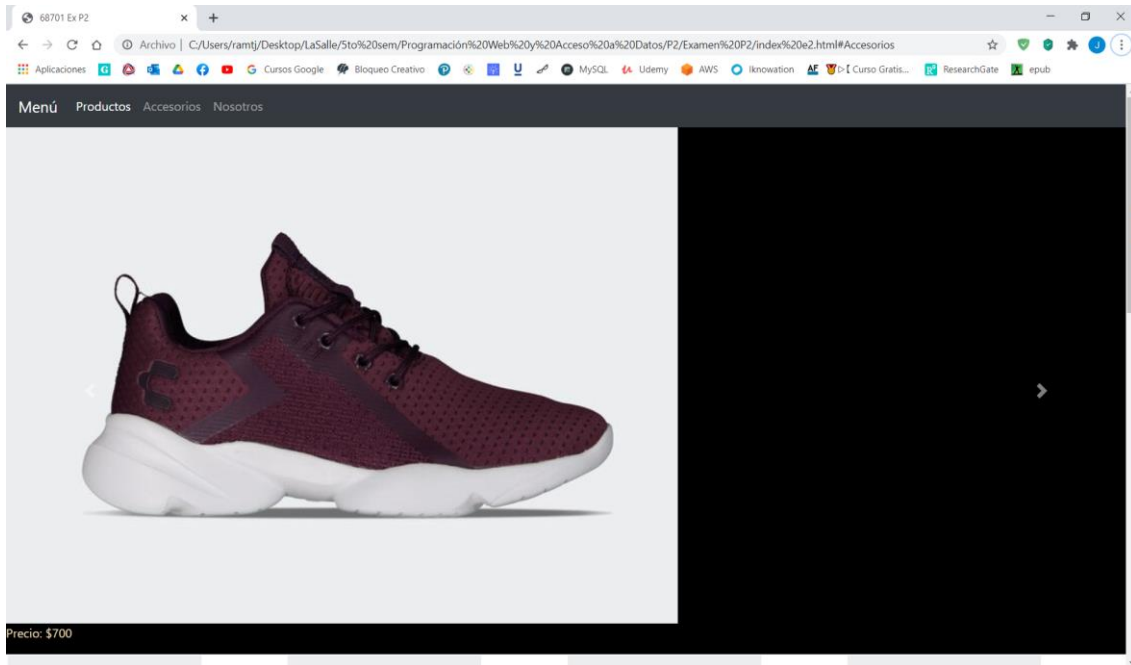 68701 Ex P2
Archivo | C:/Users/ramtj/Desktop/LaSalle/5to%20sem/Programación%20Web%20y%20Acceso%20a%20Datos/P2/Examen%20P2/index%20e2.html#Accesorios
Aplicaciones Cursos Google Bloqueo Creativo MySQL Udemy AWS Iknowation Curso Gratis... ResearchGate epub
Menú Productos Accesorios Nosotros
Precio: $700